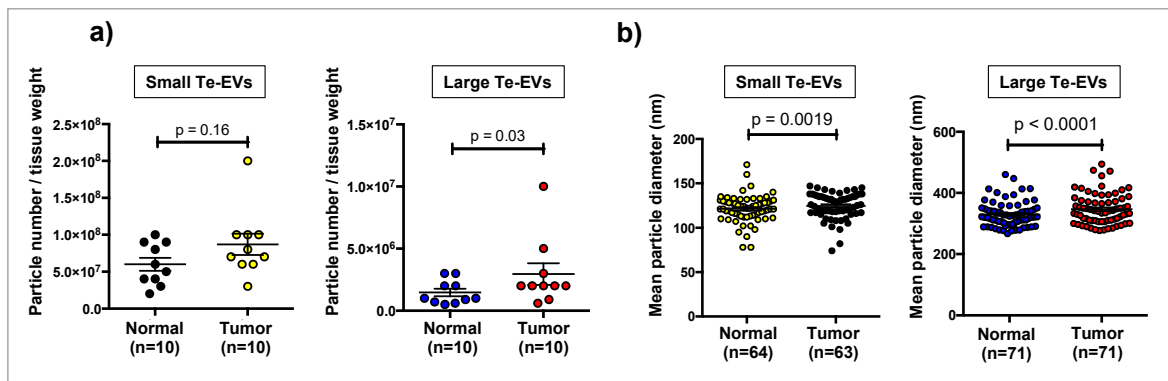 a)
Small Te-EVs
Particle number / tissue weight
2.5×10⁸
2.0×10⁸
1.5×10⁸
1.0×10⁸
5.0×10⁷
0.0
p = 0.16
Normal
(n=10)
Tumor
(n=10)
Large Te-EVs
Particle number / tissue weight
1.5×10⁷
1.0×10⁷
5.0×10⁶
0.0
p = 0.03
Normal
(n=10)
Tumor
(n=10)
b)
Small Te-EVs
Mean particle diameter (nm)
200
150
100
50
0
p = 0.0019
Normal
(n=64)
Tumor
(n=63)
Large Te-EVs
Mean particle diameter (nm)
600
400
200
0
p < 0.0001
Normal
(n=71)
Tumor
(n=71)